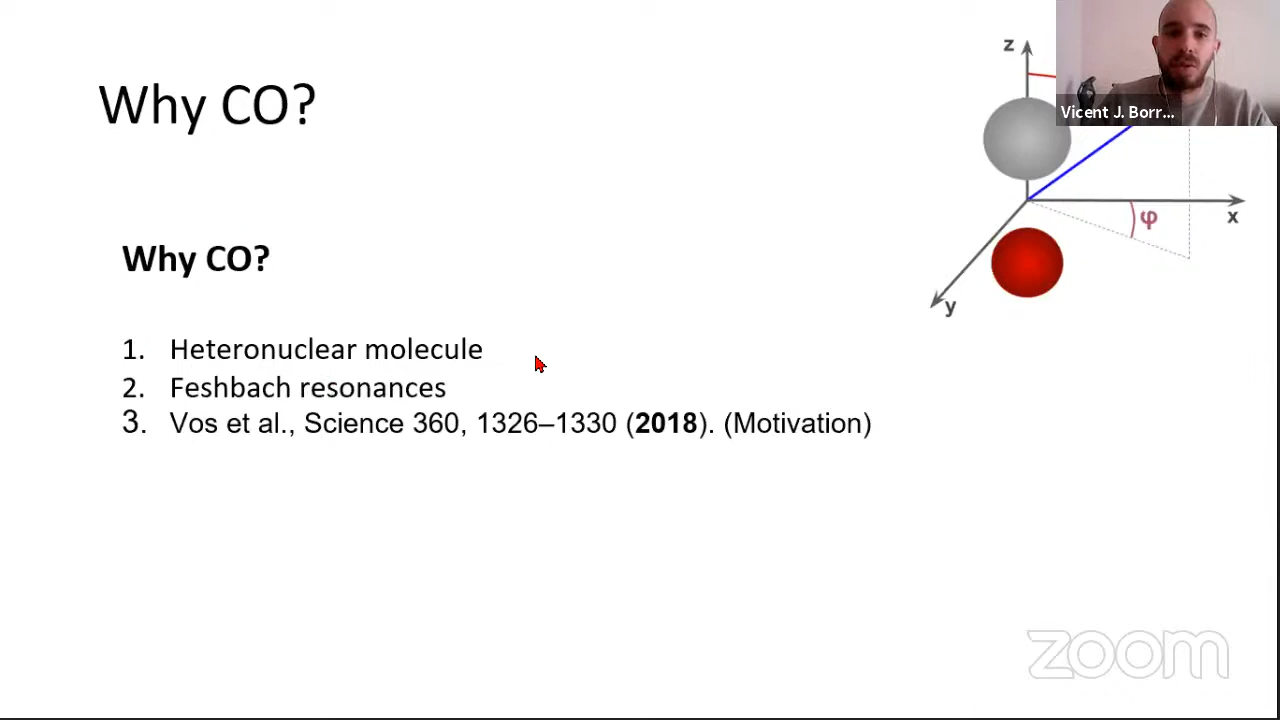 Why CO?
z
Vicent J. Borr...
x
φ
y
Why CO?
1. Heteronuclear molecule
2. Feshbach resonances
3. Vos et al., Science 360, 1326–1330 (2018). (Motivation)
zoom